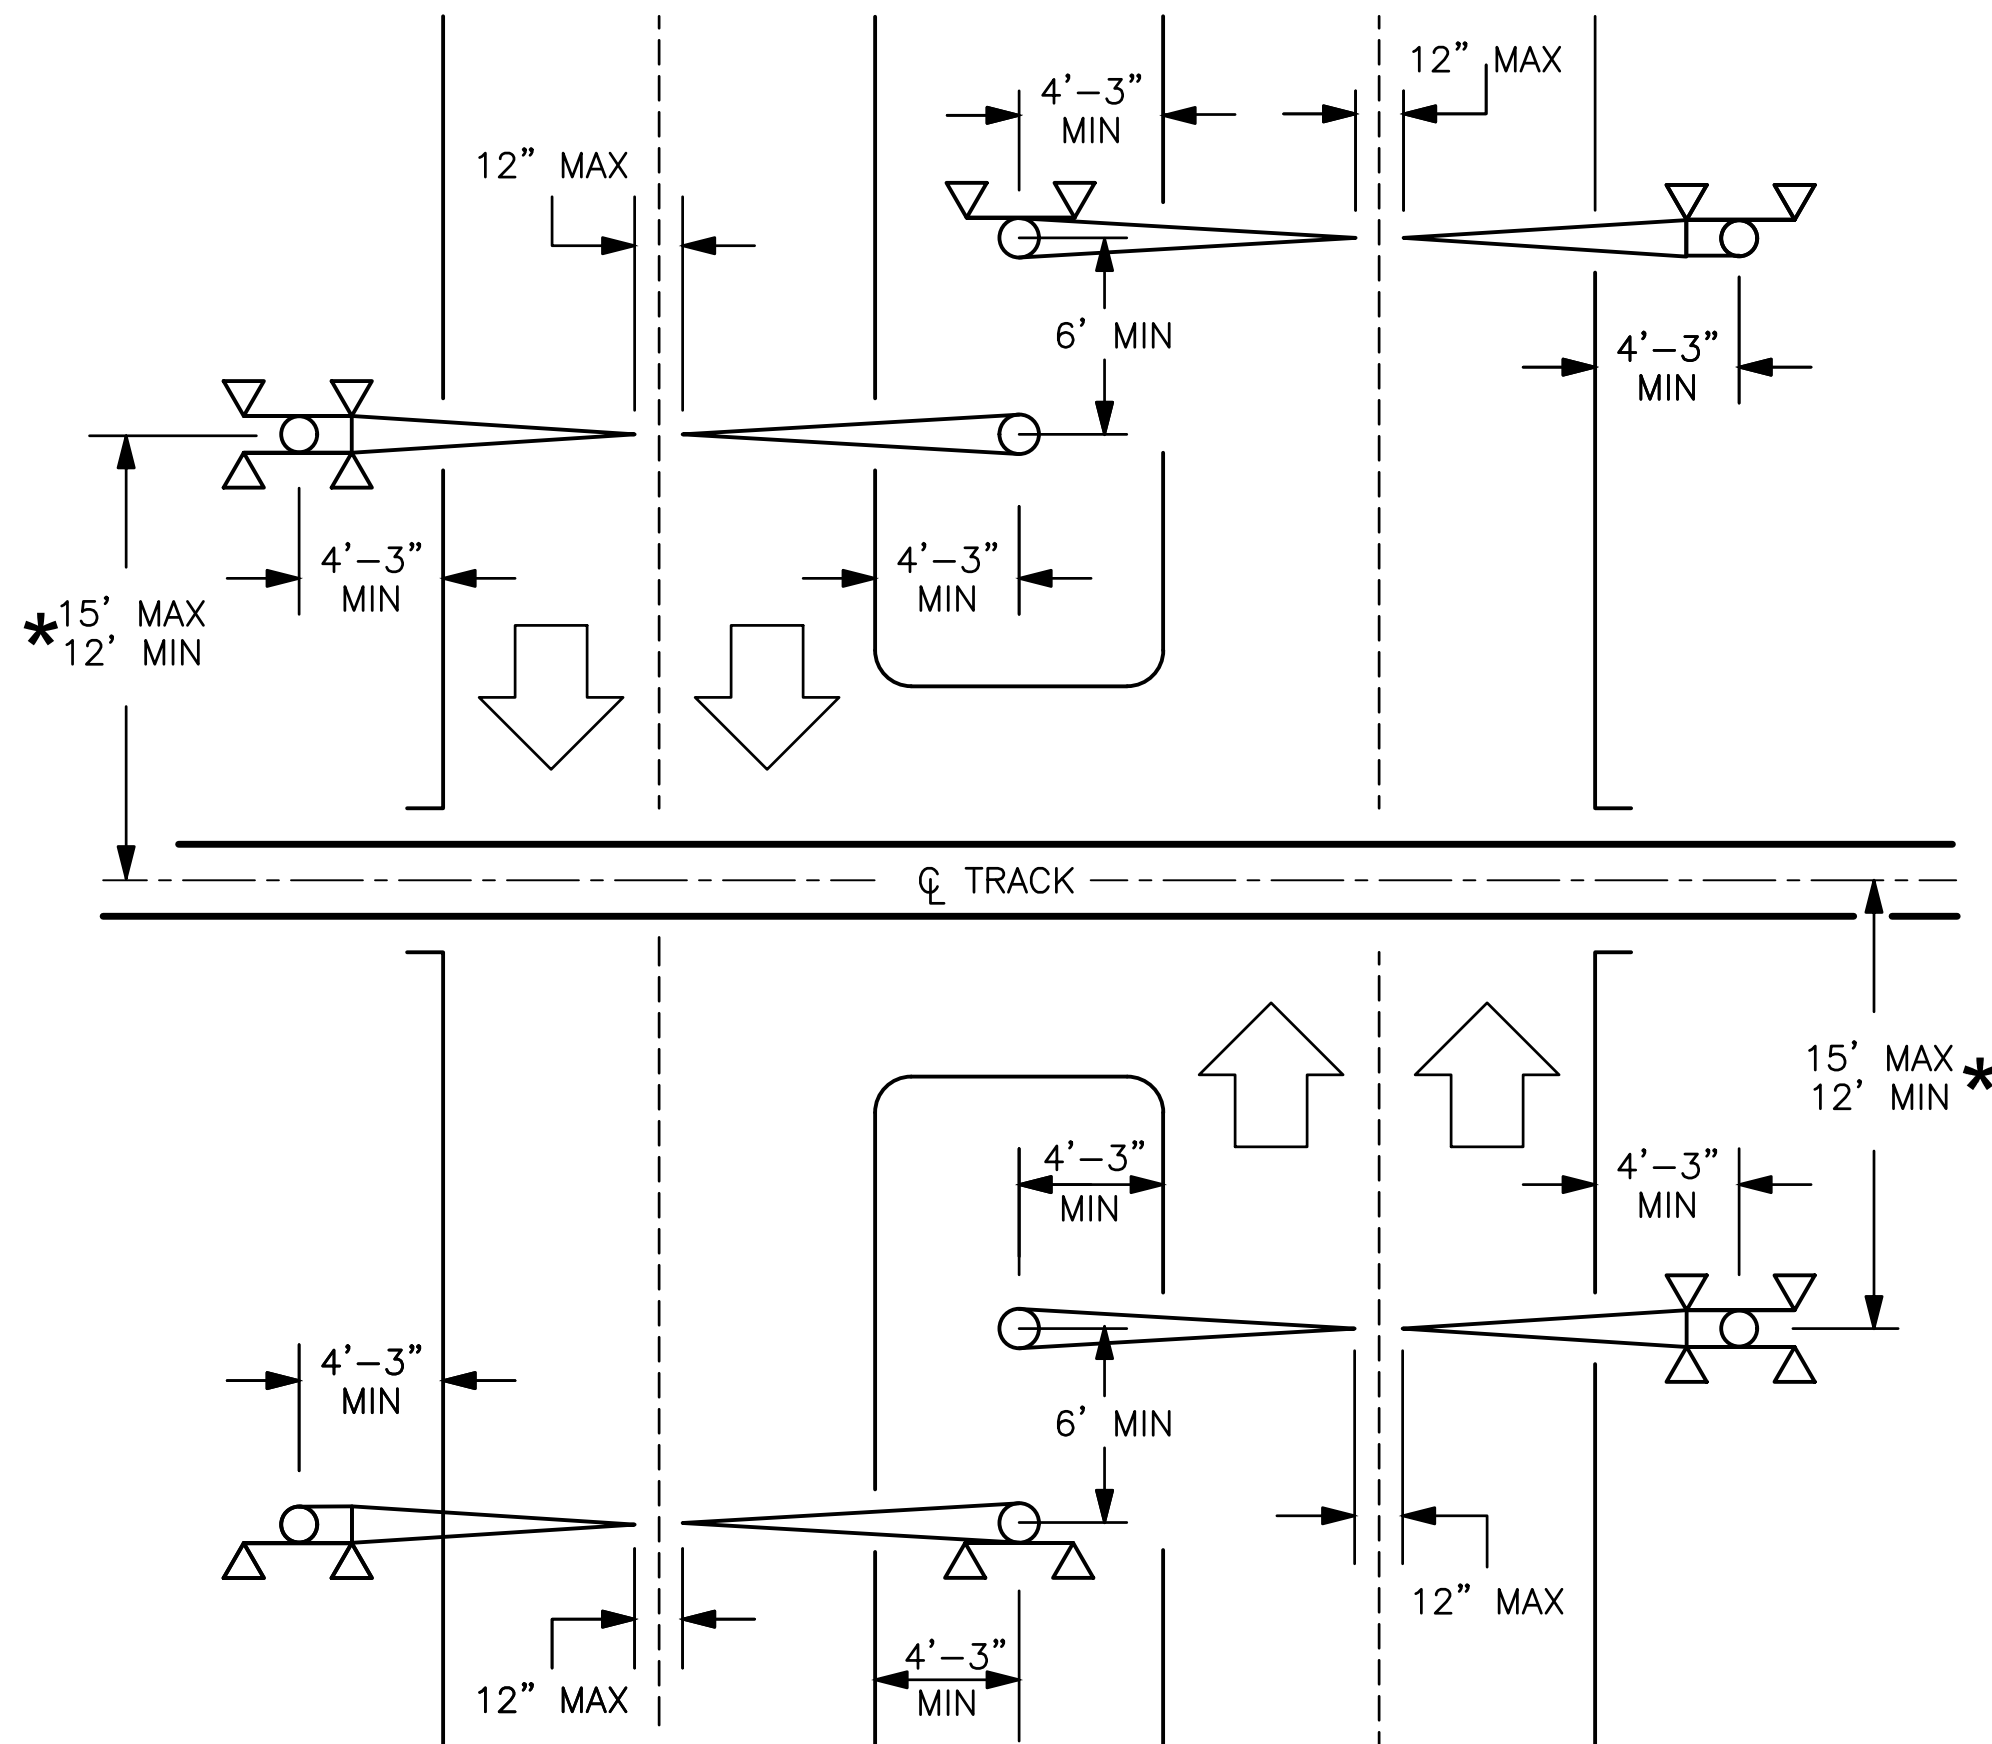 12” MAX
4’-3”
MIN
12” MAX
6’ MIN
4’-3”
MIN
4’-3”
MIN
4’-3”
MIN
*15’ MAX
12’ MIN
℄ TRACK
15’ MAX
12’ MIN*
4’-3”
MIN
4’-3”
MIN
4’-3”
MIN
6’ MIN
12” MAX
4’-3”
MIN
12” MAX